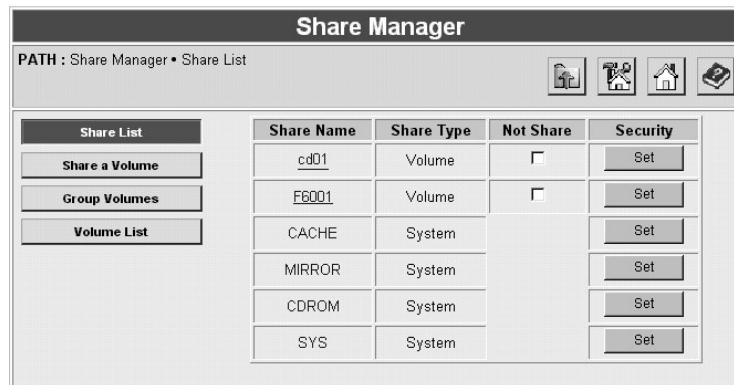 Share Manager
PATH : Share Manager • Share List
Share List
Share a Volume
Group Volumes
Volume List
Share Name Share Type Not Share Security
cd01 Volume Set
F6001 Volume Set
CACHE System Set
MIRROR System Set
CDROM System Set
SYS System Set